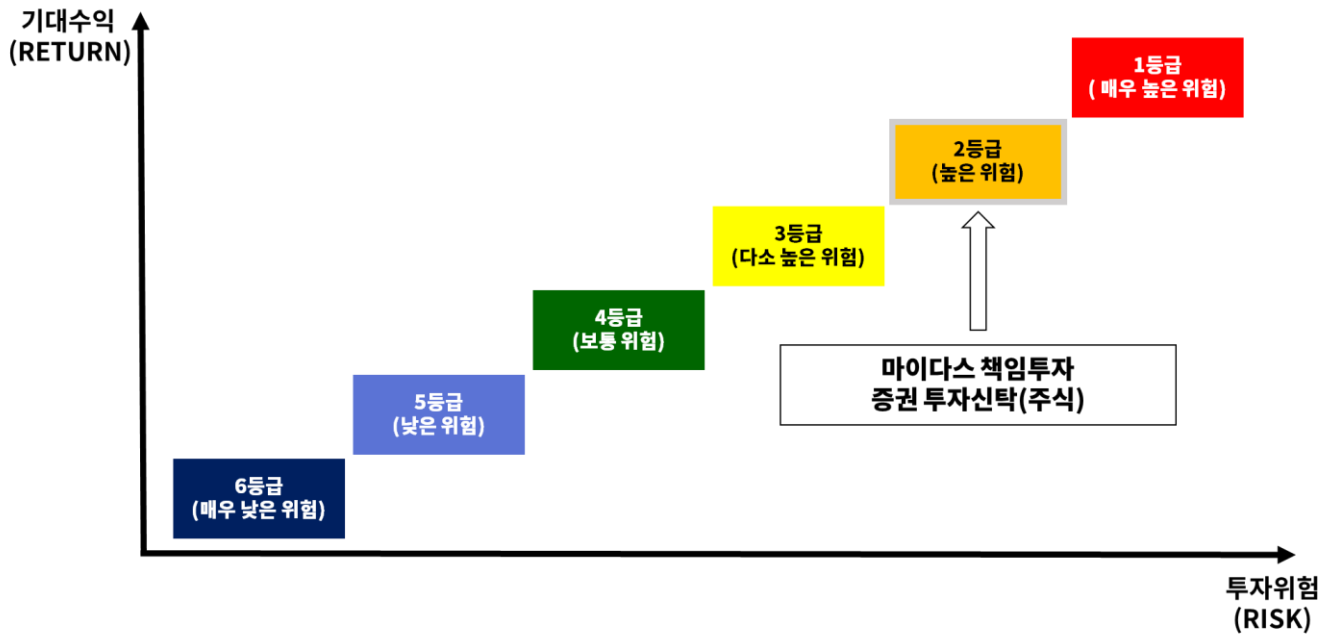 기대수익
(RETURN)
1등급
( 매우 높은 위험)
2등급
(높은 위험)
3등급
(다소 높은 위험)
4등급
(보통 위험)
마이다스 책임투자
증권 투자신탁(주식)
5등급
(낮은 위험)
6등급
(매우 낮은 위험)
투자위험
(RISK)